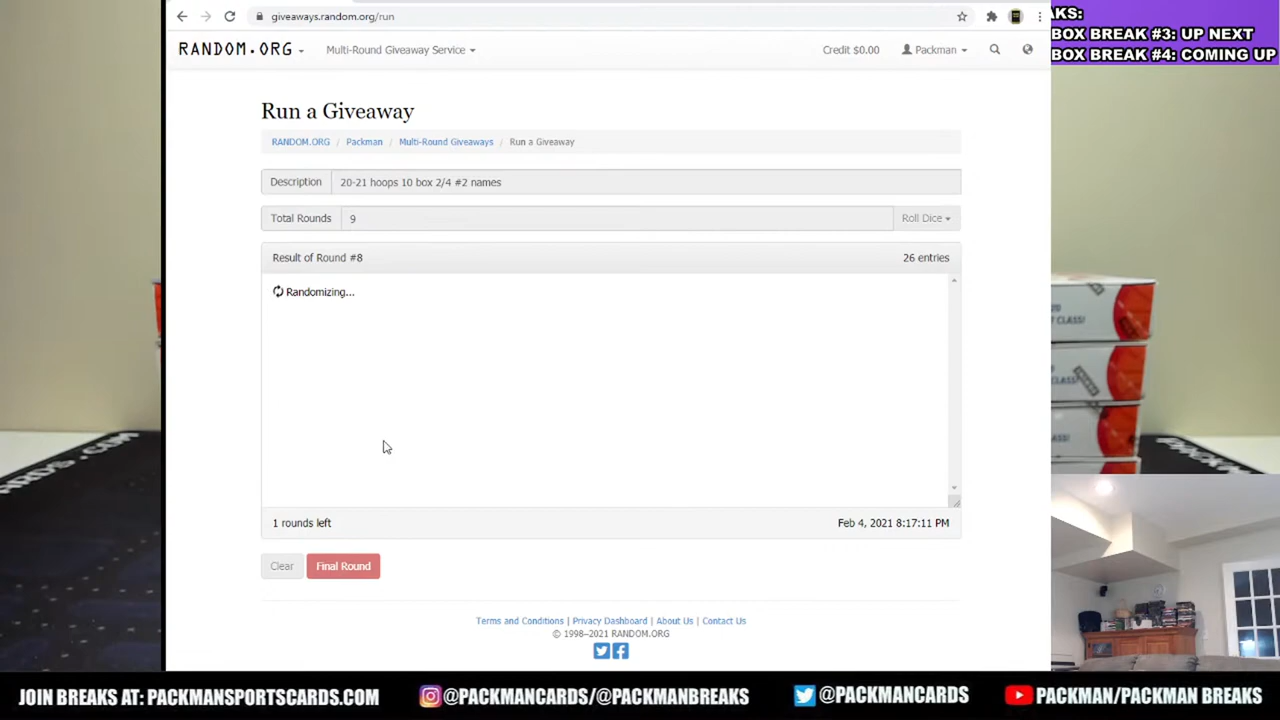 giveaways.random.org/run
AKS:
BOX BREAK #3: UP NEXT
BOX BREAK #4: COMING UP
RANDOM.ORG
Multi-Round Giveaway Service
Credit $0.00
Packman
Run a Giveaway
RANDOM.ORG / Packman / Multi-Round Giveaways / Run a Giveaway
Description 20-21 hoops 10 box 2/4 #2 names
Total Rounds 9 Roll Dice
Result of Round #8 26 entries
Randomizing...
1 rounds left Feb 4, 2021 8:17:11 PM
Clear Final Round
Terms and Conditions | Privacy Dashboard | About Us | Contact Us
© 1998–2021 RANDOM.ORG
CLASS!
RDS.COM
JOIN BREAKS AT: PACKMANSPORTSCARDS.COM @PACKMANCARDS/@PACKMANBREAKS @PACKMANCARDS PACKMAN/PACKMAN BREAKS